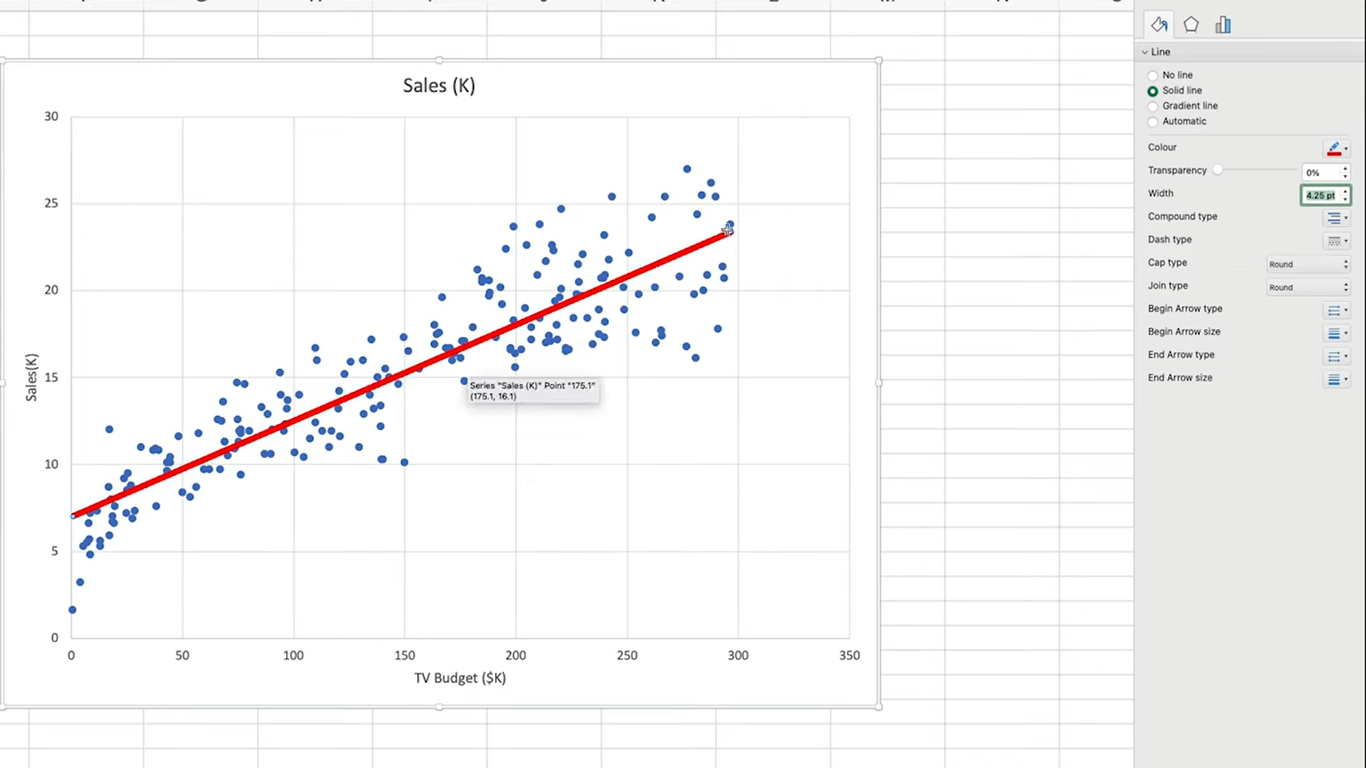 Sales (K)
30
25
20
15
10
5
0
Sales(K)
0 50 100 150 200 250 300 350
TV Budget ($K)
Series "Sales (K)" Point "175.1"
(175.1, 16.1)
Line
No line
Solid line
Gradient line
Automatic
Colour
Transparency 0%
Width 4.25 pt
Compound type
Dash type
Cap type Round
Join type Round
Begin Arrow type
Begin Arrow size
End Arrow type
End Arrow size